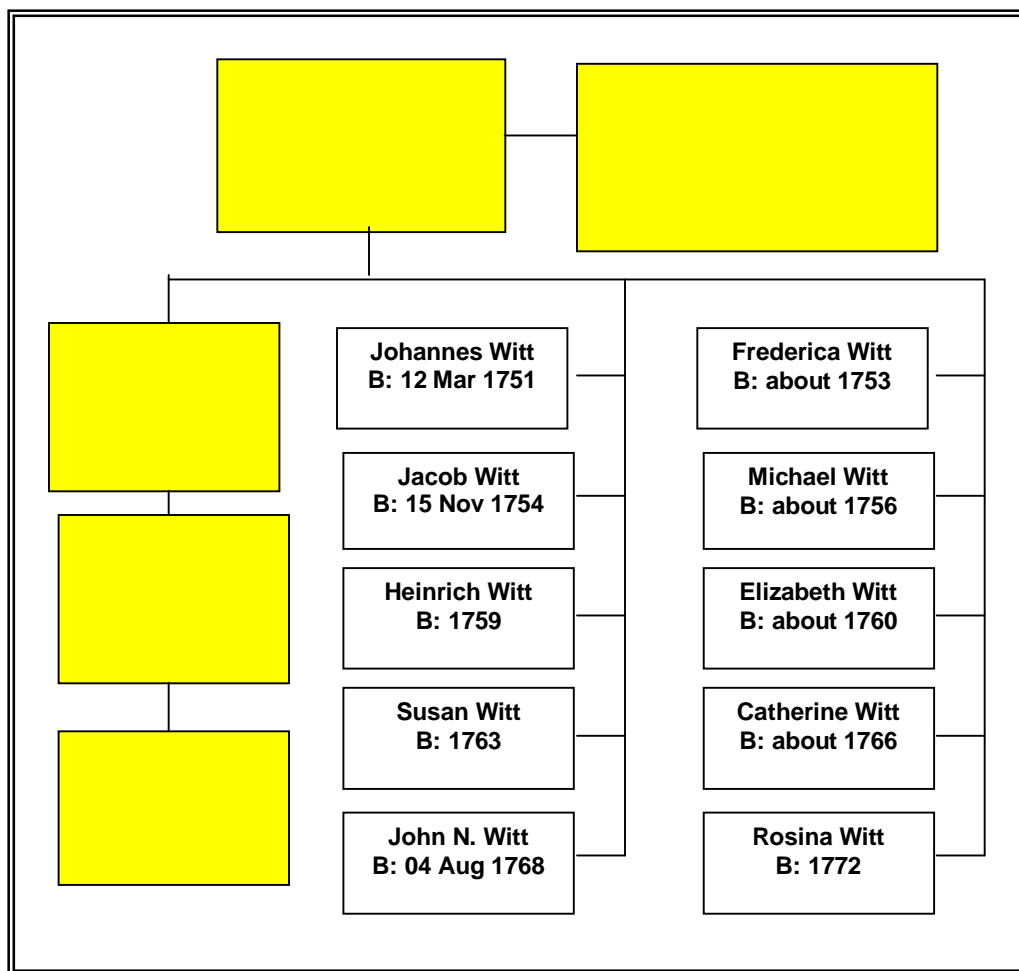 Johannes Witt
B: 12 Mar 1751
Frederica Witt
B: about 1753
Jacob Witt
B: 15 Nov 1754
Michael Witt
B: about 1756
Heinrich Witt
B: 1759
Elizabeth Witt
B: about 1760
Susan Witt
B: 1763
Catherine Witt
B: about 1766
John N. Witt
B: 04 Aug 1768
Rosina Witt
B: 1772